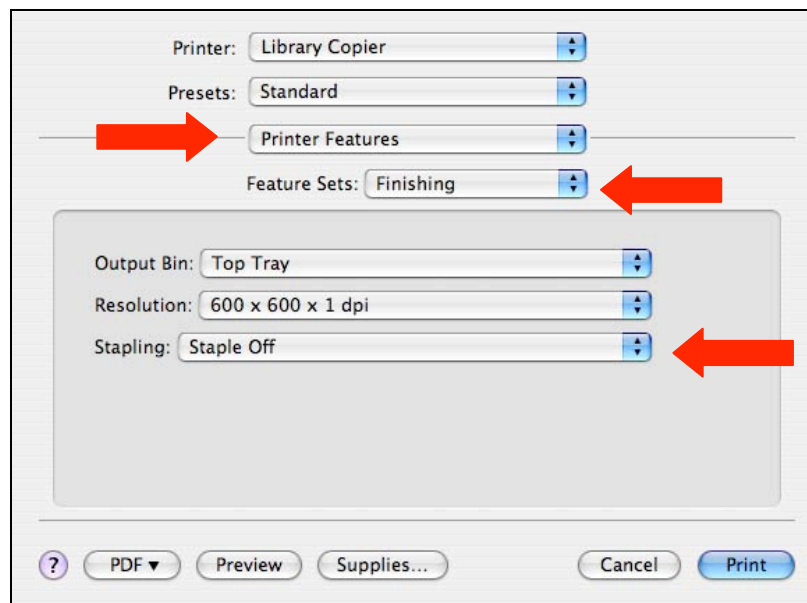 Printer: Library Copier
Presets: Standard
Printer Features
Feature Sets: Finishing
Output Bin: Top Tray
Resolution: 600 x 600 x 1 dpi
Stapling: Staple Off
? PDF ▼ Preview Supplies... Cancel Print